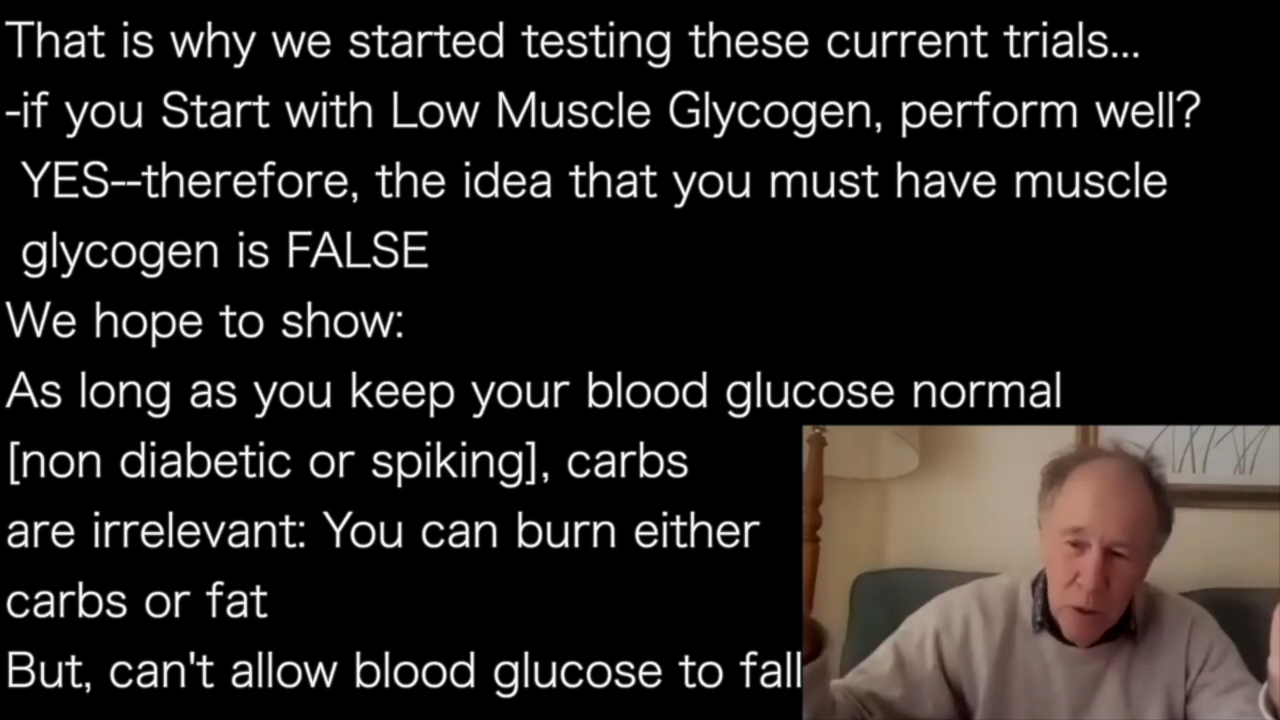 That is why we started testing these current trials...
-if you Start with Low Muscle Glycogen, perform well?
YES--therefore, the idea that you must have muscle
glycogen is FALSE
We hope to show:
As long as you keep your blood glucose normal
[non diabetic or spiking], carbs
are irrelevant: You can burn either
carbs or fat
But, can't allow blood glucose to fall